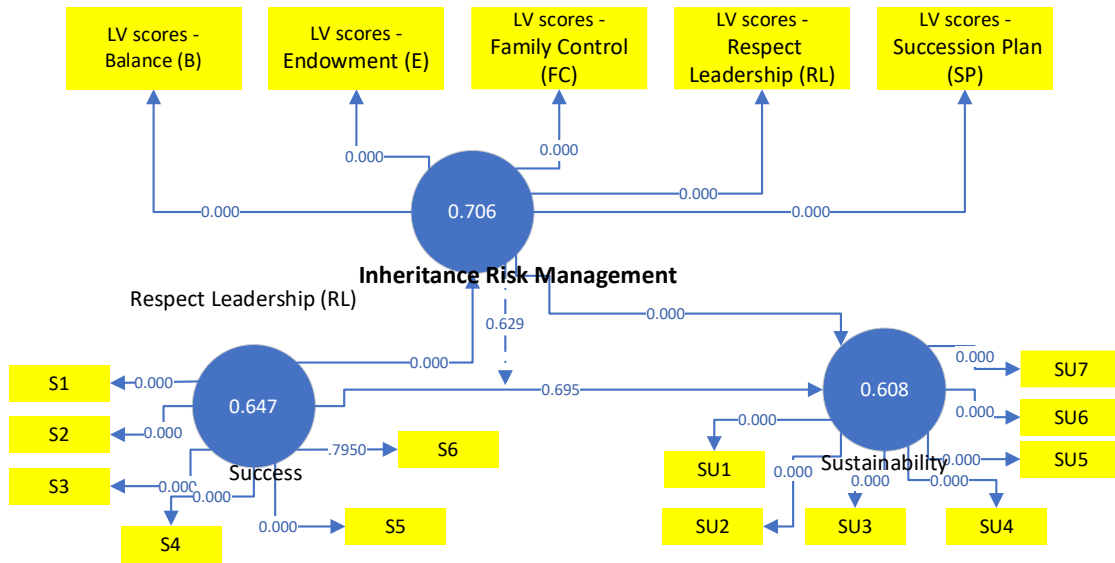 LV scores -
Balance (B)
LV scores -
Endowment (E)
LV scores -
Family Control
(FC)
LV scores -
Respect
Leadership (RL)
LV scores -
Succession Plan
(SP)
0.000
0.000
0.000
0.000
0.000
0.706
Inheritance Risk Management
Respect Leadership (RL)
0.629
0.000
0.000
0.695
0.647
Success
0.608
Sustainability
S1
0.000
S2
0.000
S3
0.000
S4
0.000
S5
0.000
S6
.7950
SU7
0.000
SU6
0.000
SU5
0.000
SU4
0.000
SU3
0.000
SU2
0.000
SU1
0.000